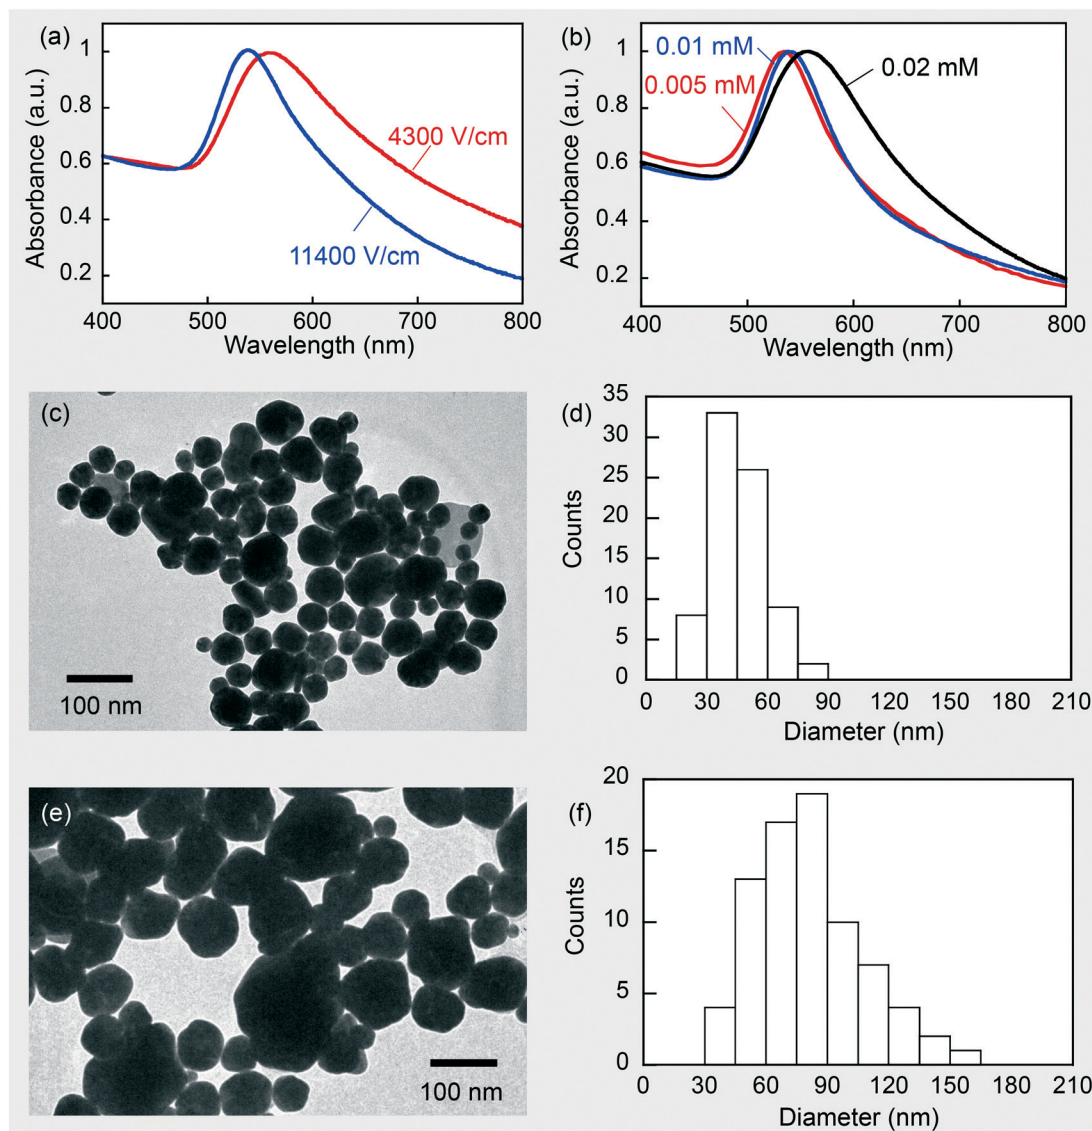 (a)
1
0.8
0.6
0.4
0.2
Absorbance (a.u.)
4300 V/cm
11400 V/cm
400 500 600 700 800
Wavelength (nm)
(b)
1
0.8
0.6
0.4
0.2
Absorbance (a.u.)
0.01 mM
0.005 mM
0.02 mM
400 500 600 700 800
Wavelength (nm)
(c)
100 nm
(d)
35
30
25
20
15
10
5
0
Counts
0 30 60 90 120 150 180 210
Diameter (nm)
(e)
100 nm
(f)
20
15
10
5
0
Counts
0 30 60 90 120 150 180 210
Diameter (nm)